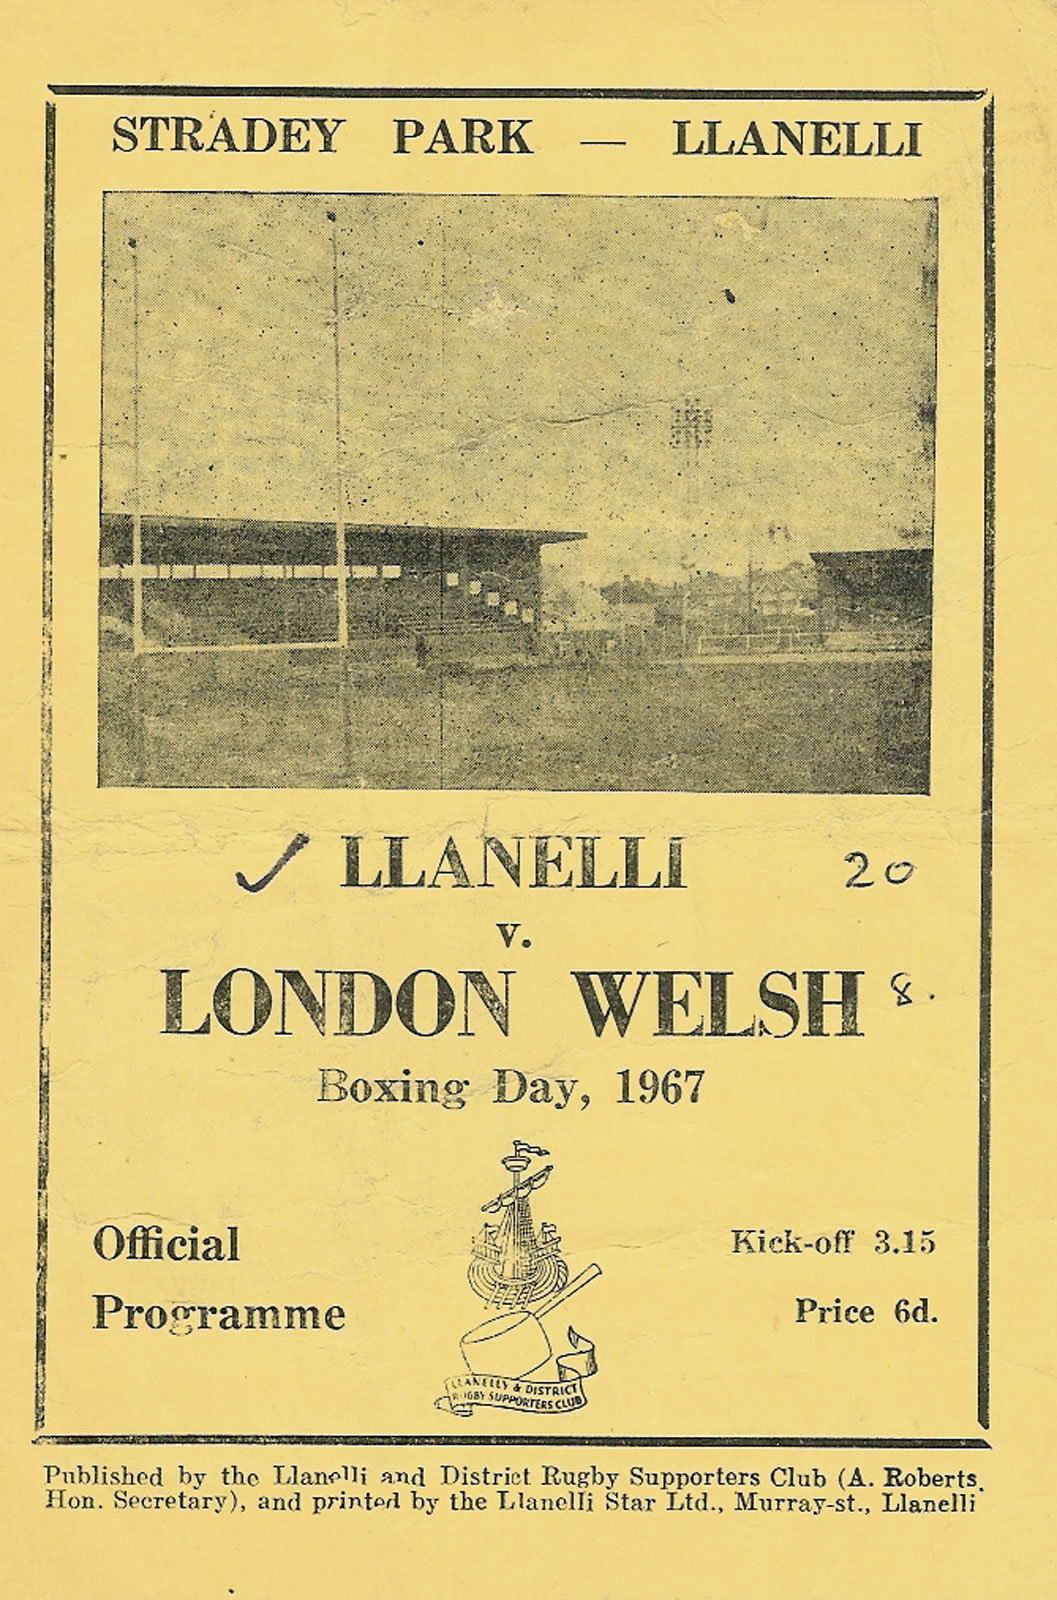 STRADEY PARK — LLANELLI
LLANELLI 20
v.
LONDON WELSH 8.
Boxing Day, 1967
Official
Programme
Kick-off 3.15
Price 6d.
LLANELLY & DISTRICT
RUGBY SUPPORTERS CLUB
Published by the Llanelli and District Rugby Supporters Club (A. Roberts,
Hon. Secretary), and printed by the Llanelli Star Ltd., Murray-st., Llanelli